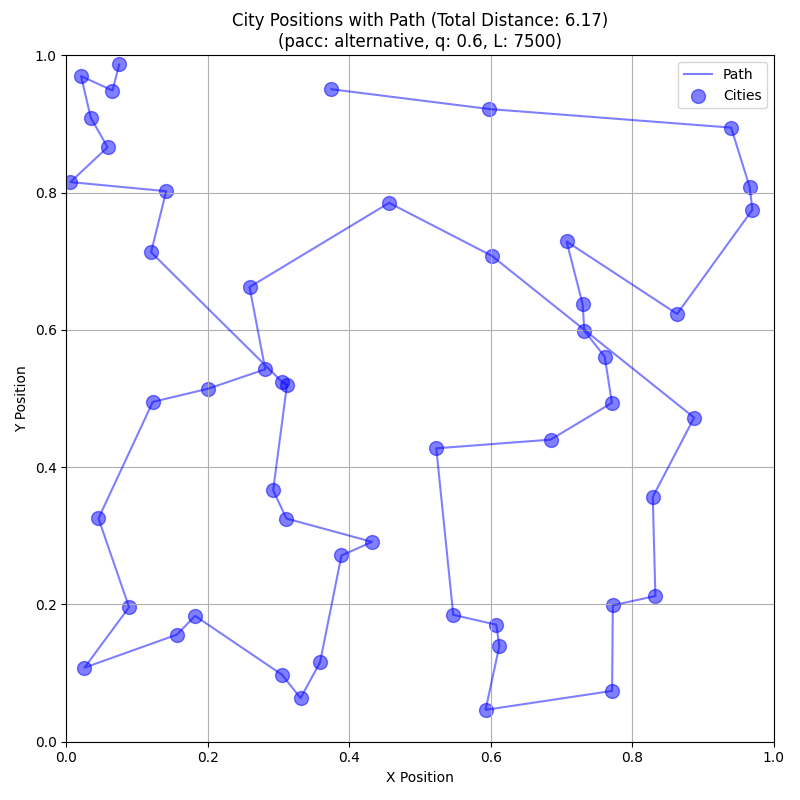 City Positions with Path (Total Distance: 6.17)
(pacc: alternative, q: 0.6, L: 7500)
Path
Cities
Y Position
1.0
0.8
0.6
0.4
0.2
0.0
0.0 0.2 0.4 0.6 0.8 1.0
X Position